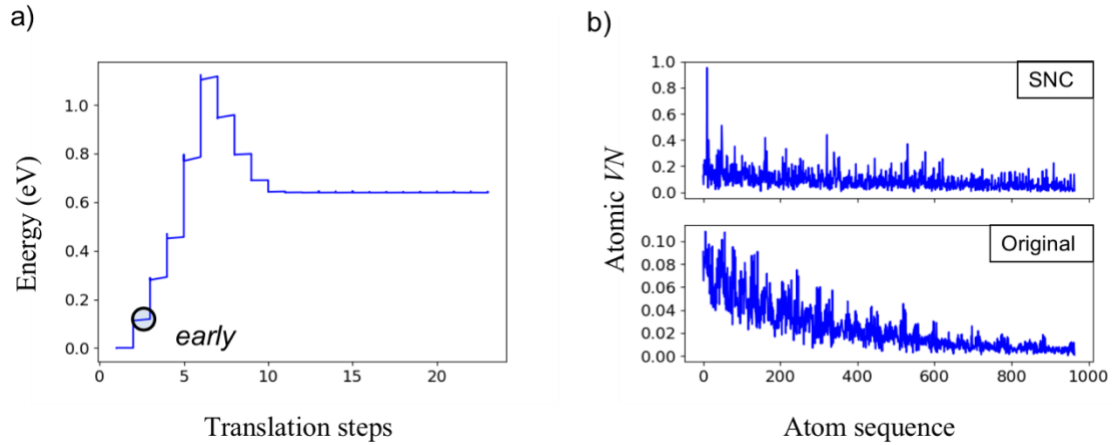 a)
Energy (eV)
1.0
0.8
0.6
0.4
0.2
0.0
early
0 5 10 15 20
Translation steps
b)
Atomic VN
1.0
0.8
0.6
0.4
0.2
0.0
SNC
0.10
0.08
0.06
0.04
0.02
0.00
Original
0 200 400 600 800 1000
Atom sequence